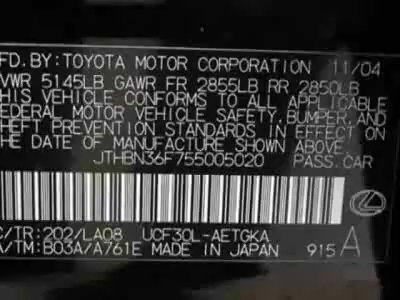 MFD. BY: TOYOTA MOTOR CORPORATION 11/04
GVWR 5145LB GAWR FR 2855LB RR 2850LB
THIS VEHICLE CONFORMS TO ALL APPLICABLE
FEDERAL MOTOR VEHICLE SAFETY, BUMPER, AND
THEFT PREVENTION STANDARDS IN EFFECT ON
THE DATE OF MANUFACTURE SHOWN ABOVE.
JTHBN36F755005020 PASS.CAR
C/TR: 202/LA08 UCF30L-AETGKA
A/TM: B03A/A761E MADE IN JAPAN 915 A